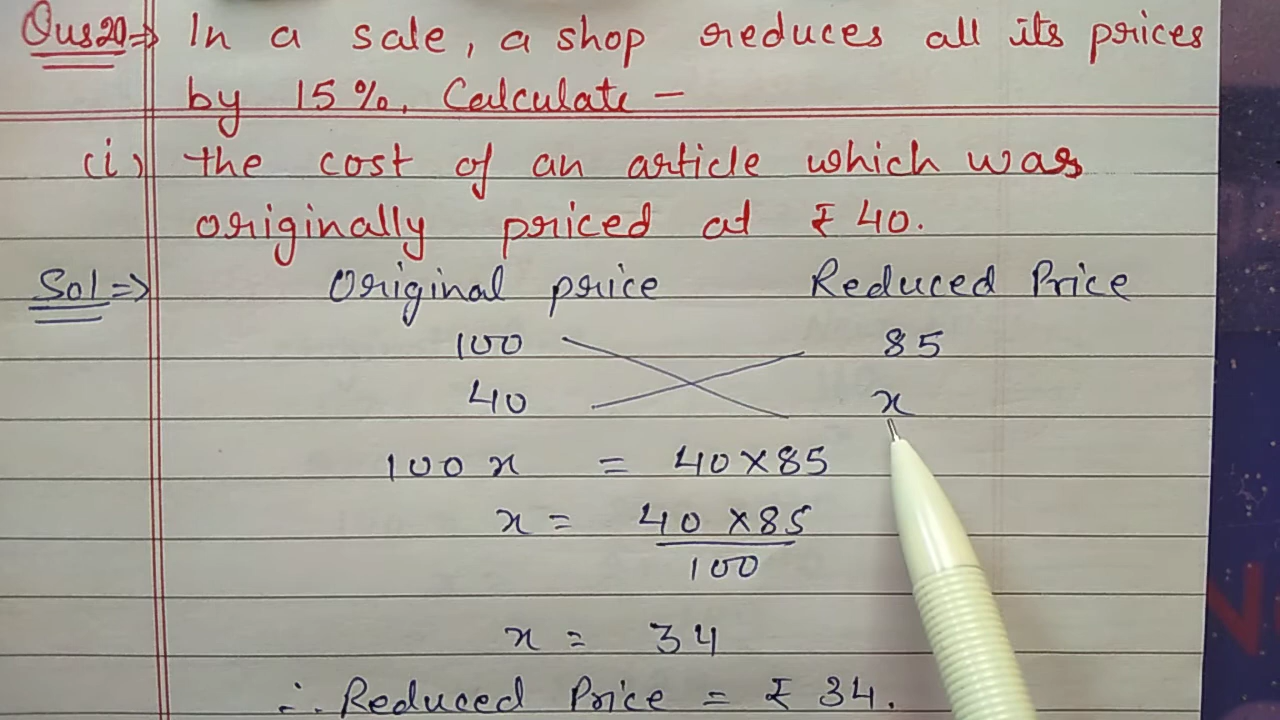 Qus20⇒ In a sale, a shop reduces all its prices
by 15%. Calculate –
(i) the cost of an article which was
originally priced at ₹ 40.
Sol⇒ Original price Reduced Price
100 85
40 x
100 x = 40×85
x = 40 ×85
100
x = 34
∴ Reduced Price = ₹ 34.